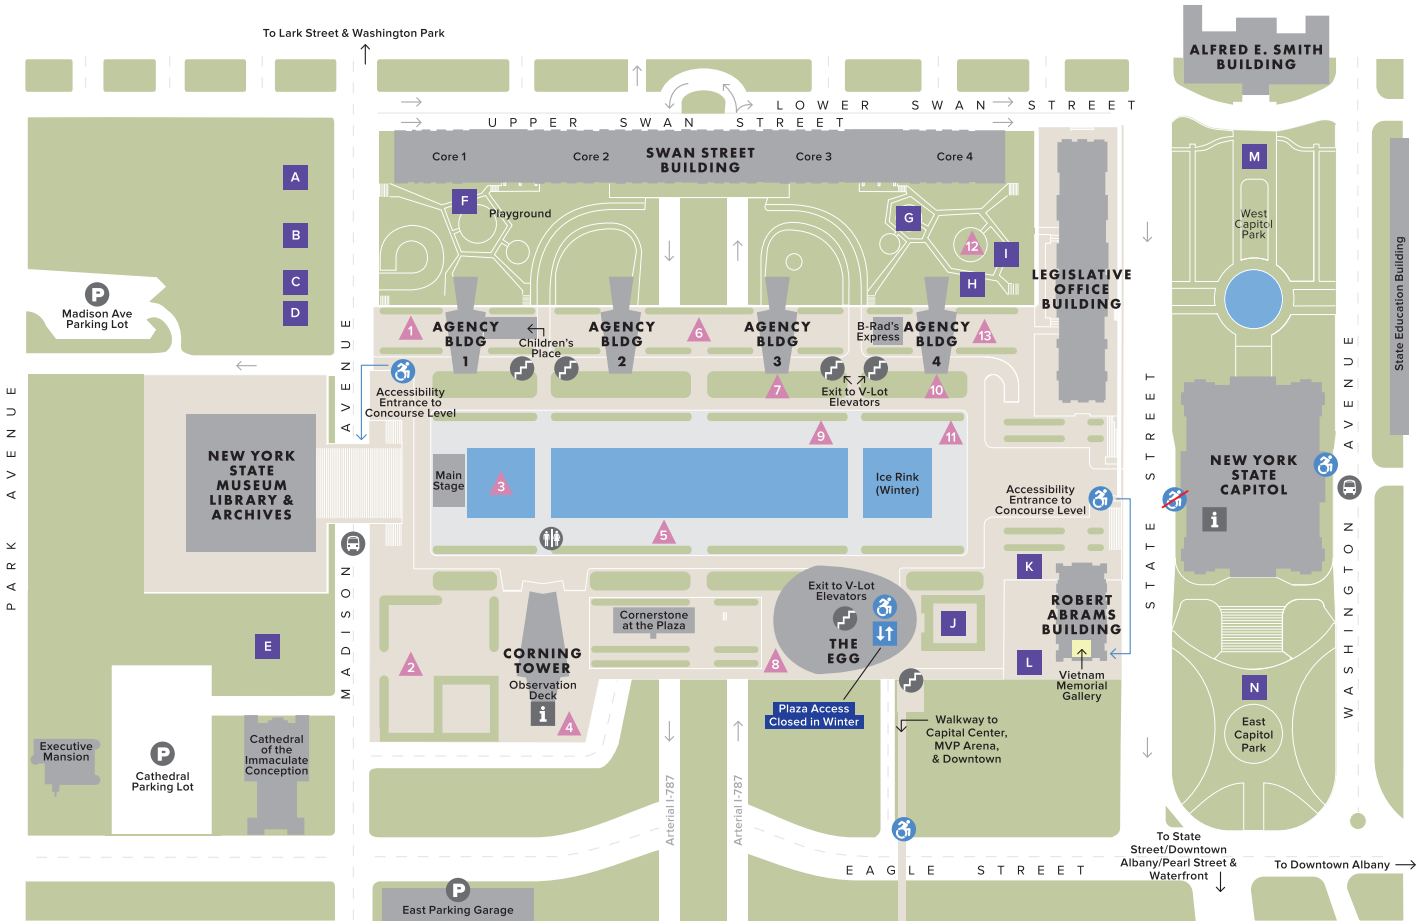 To Lark Street & Washington Park
ALFRED E. SMITH
BUILDING
LOWER SWAN STREET
UPPER SWAN STREET
Core 1
Core 2
SWAN STREET
BUILDING
Core 3
Core 4
A
B
C
D
F
Playground
G
12
I
H
M
West
Capitol
Park
State Education Building
P
Madison Ave
Parking Lot
LEGISLATIVE
OFFICE
BUILDING
1
AGENCY
BLDG
1
Children's
Place
AGENCY
BLDG
2
6
AGENCY
BLDG
3
B-Rad's
Express
AGENCY
BLDG
4
13
7
Exit to V-Lot
Elevators
10
Accessibility
Entrance to
Concourse Level
PARK AVENUE
MADISON AVENUE
STATE STREET
WASHINGTON AVENUE
NEW YORK
STATE
MUSEUM
LIBRARY &
ARCHIVES
Main
Stage
3
9
11
5
Ice Rink
(Winter)
Accessibility
Entrance to
Concourse Level
NEW YORK
STATE
CAPITOL
i
K
ROBERT
ABRAMS
BUILDING
L
Vietnam
Memorial
Gallery
Exit to V-Lot
Elevators
THE
EGG
J
8
Plaza Access
Closed in Winter
Cornerstone
at the Plaza
CORNING
TOWER
Observation
Deck
i
4
2
E
N
East
Capitol
Park
Walkway to
Capital Center,
MVP Arena,
& Downtown
Executive
Mansion
P
Cathedral
Parking Lot
Cathedral
of the
Immaculate
Conception
Arterial I-787
Arterial I-787
EAGLE STREET
To State
Street/Downtown
Albany/Pearl Street &
Waterfront
To Downtown Albany
P
East Parking Garage